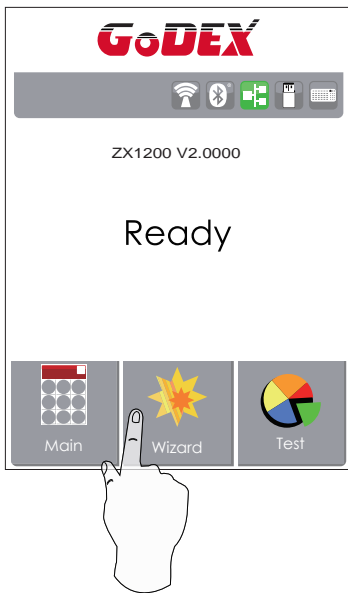 GoDEX
ZX1200 V2.0000
Ready
Main
Wizard
Test